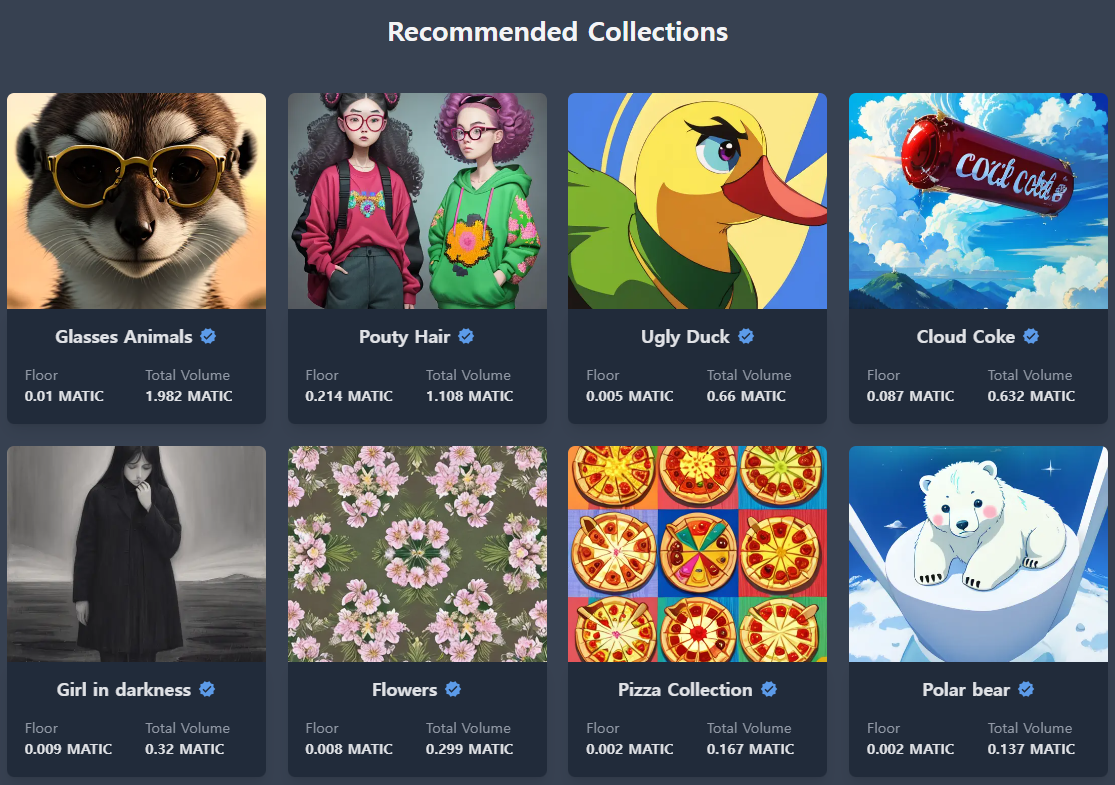 Recommended Collections
Glasses Animals
Pouty Hair
Ugly Duck
Cloud Coke
Floor Total Volume
0.01 MATIC 1.982 MATIC
Floor Total Volume
0.214 MATIC 1.108 MATIC
Floor Total Volume
0.005 MATIC 0.66 MATIC
Floor Total Volume
0.087 MATIC 0.632 MATIC
Girl in darkness
Flowers
Pizza Collection
Polar bear
Floor Total Volume
0.009 MATIC 0.32 MATIC
Floor Total Volume
0.008 MATIC 0.299 MATIC
Floor Total Volume
0.002 MATIC 0.167 MATIC
Floor Total Volume
0.002 MATIC 0.137 MATIC